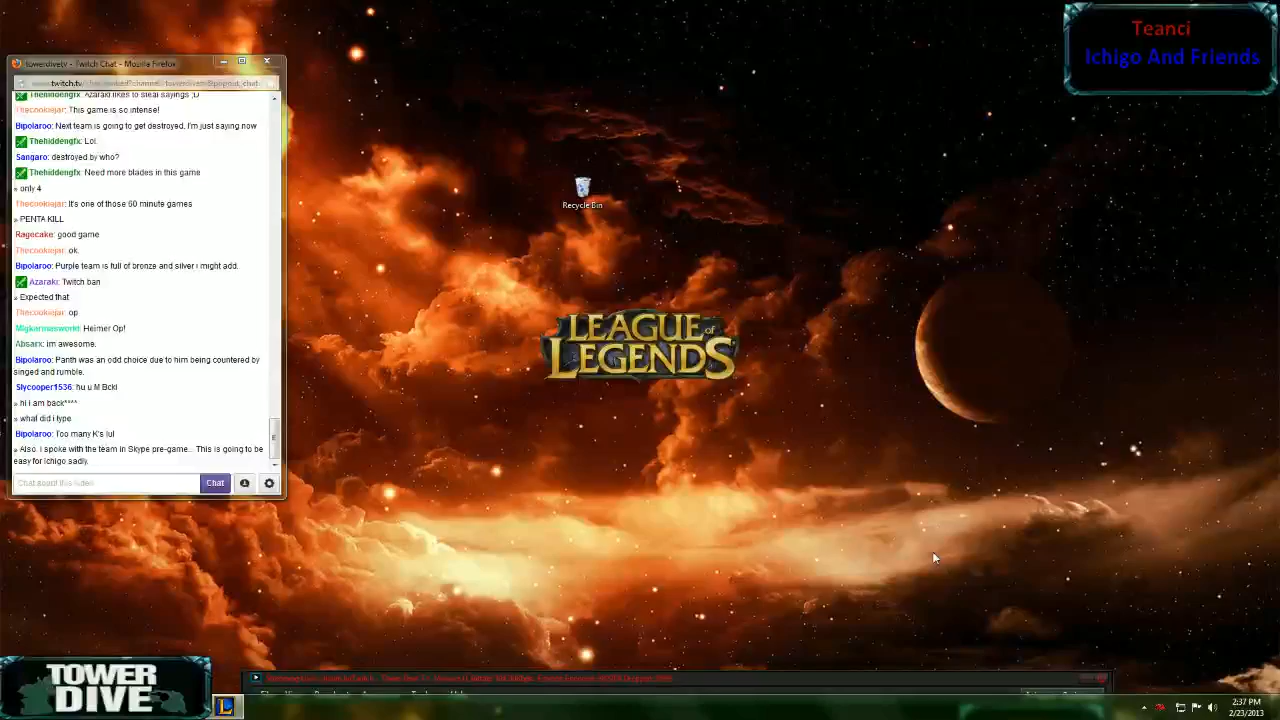 Teanci
Ichigo And Friends
towerdivetv - Twitch Chat - Mozilla Firefox
Thehiddengfx: Azaraki likes to steal sayings ;D
Thecookiejar: This game is so intense!
Bipolaroo: Next team is going to get destroyed, I'm just saying now
Thehiddengfx: Lol.
Sangaro: destroyed by who?
Thehiddengfx: Need more blades in this game
» only 4
Thecookiejar: It's one of those 60 minute games
» PENTA KILL
Ragecake: good game
Thecookiejar: ok.
Bipolaroo: Purple team is full of bronze and silver i might add.
Azaraki: Twitch ban
» Expected that
Thecookiejar: op
Migkarmasworld: Heimer Op!
Absarx: im awesome.
Bipolaroo: Panth was an odd choice due to him being countered by
singed and rumble.
Slycooper1536: hu u M Bckl
» hi i am back****
» what did i type
Bipolaroo: Too many K's lul
» Also. I spoke with the team in Skype pre-game... This is going to be
easy for Ichigo sadly.
Chat about this video
Chat
Recycle Bin
LEAGUE of
LEGENDS
TOWER
DIVE
2:37 PM
2/23/2013